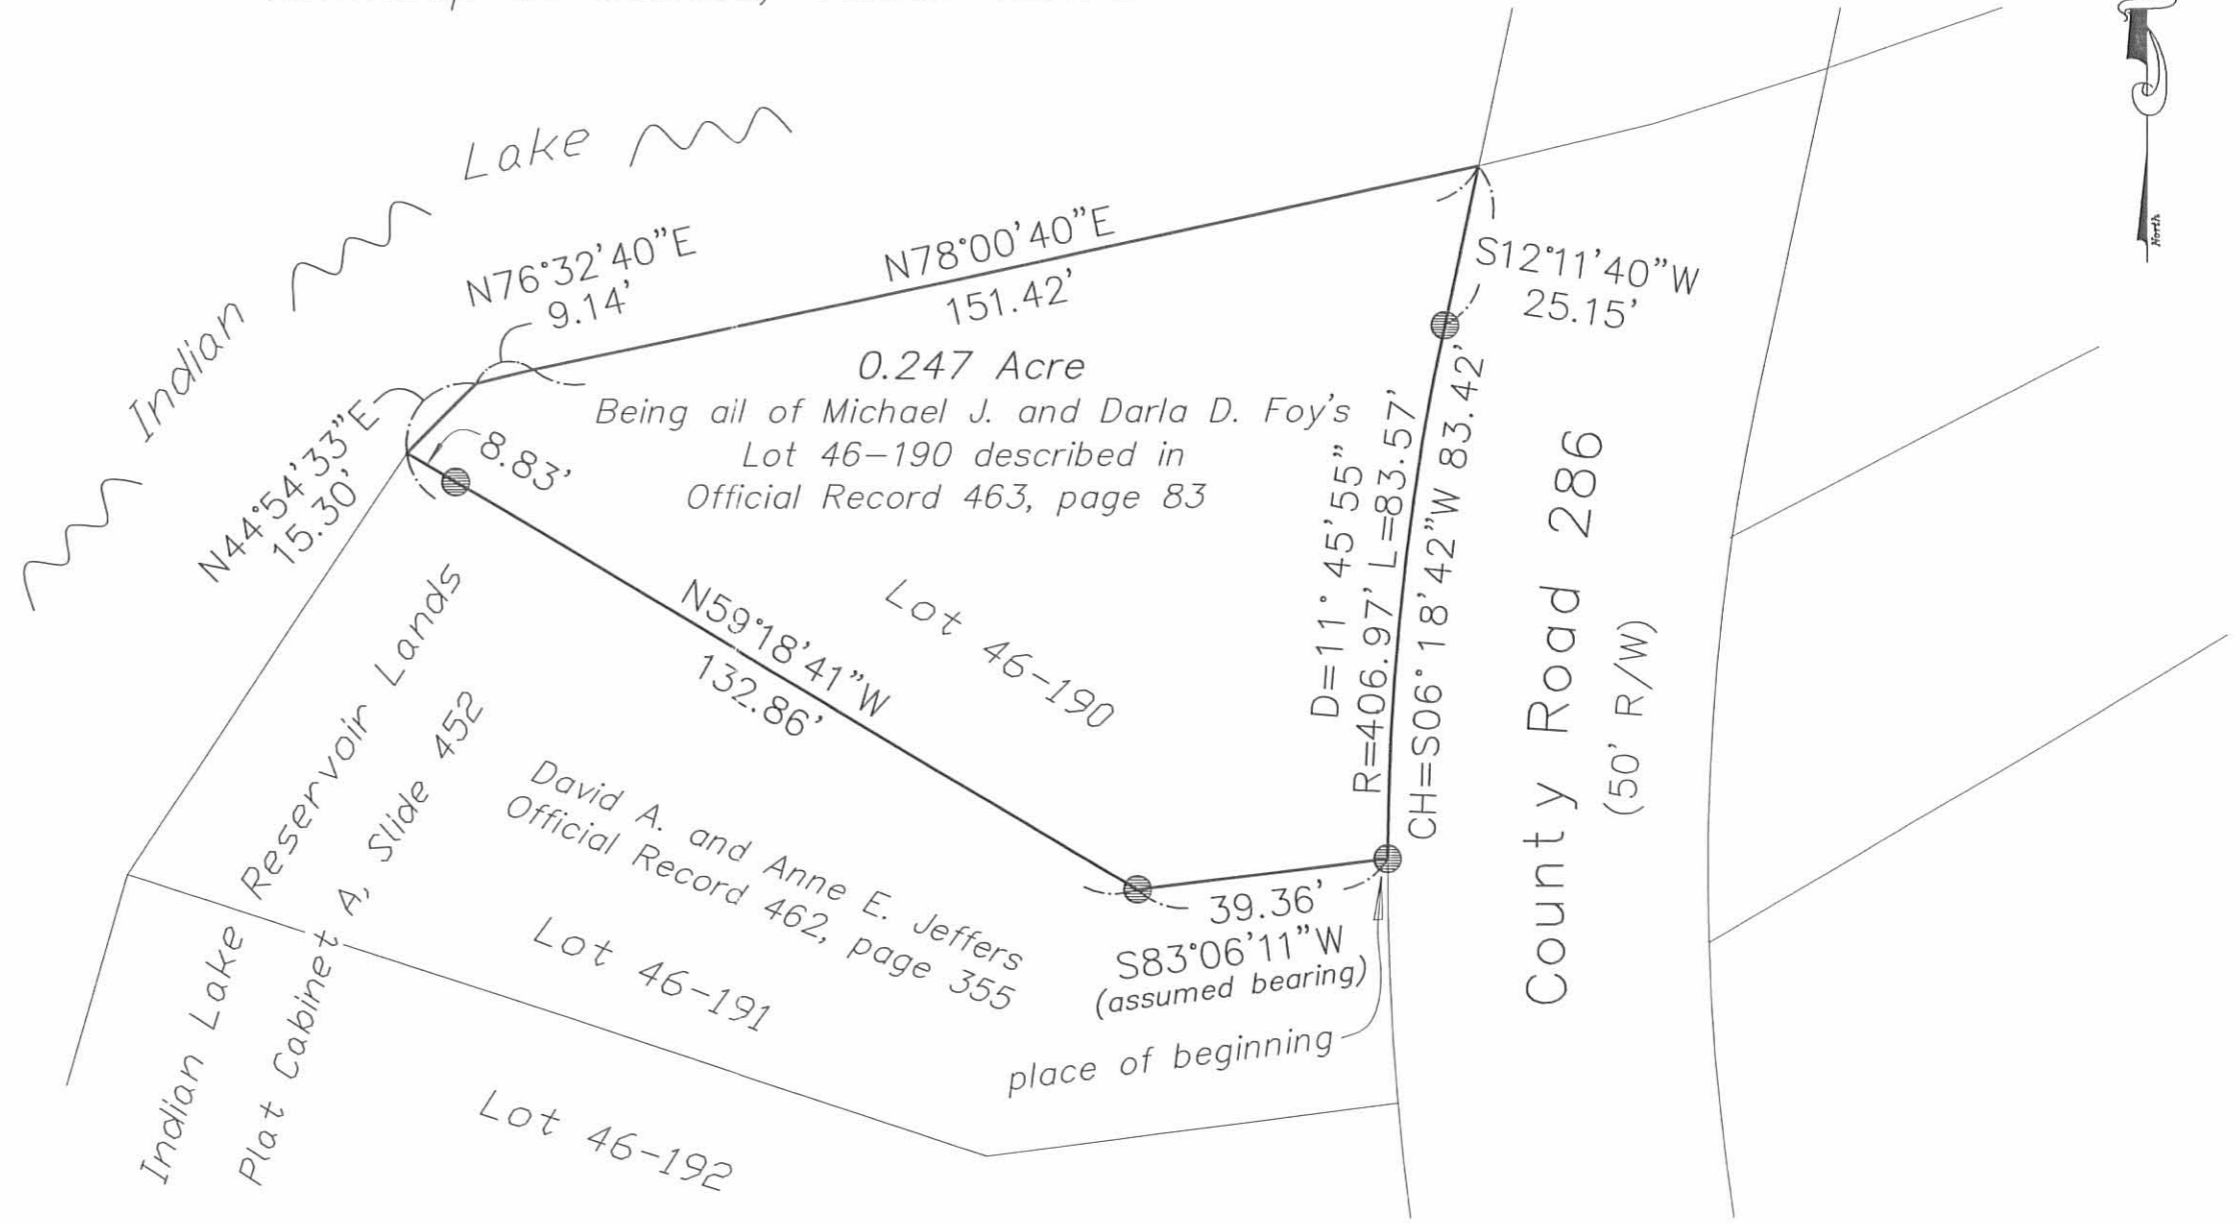 Lake
Indian
N76°32'40"E
9.14'
N78°00'40"E
151.42'
S12°11'40"W
25.15'
North
0.247 Acre
Being all of Michael J. and Darla D. Foy's
Lot 46-190 described in
Official Record 463, page 83
N44°54'33"E
15.30'
8.83'
D=11°45'55"
R=406.97' L=83.57'
CH=S06°18'42"W 83.42'
County Road 286
(50' R/W)
Lot 46-190
N59°18'41"W
132.86'
Indian Lake Reservoir Lands
Plat Cabinet A, Slide 452
David A. and Anne E. Jeffers
Official Record 462, page 355
Lot 46-191
39.36'
S83°06'11"W
(assumed bearing)
place of beginning
Lot 46-192